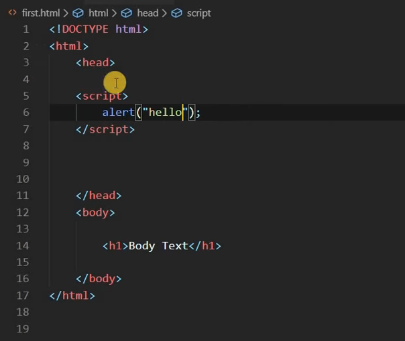 first.html > html > head > script
1 <!DOCTYPE html>
2 <html>
3 <head>
4
5 <script>
6 alert("hello");
7 </script>
8
9
10
11 </head>
12 <body>
13
14 <h1>Body Text</h1>
15
16 </body>
17 </html>
18
19